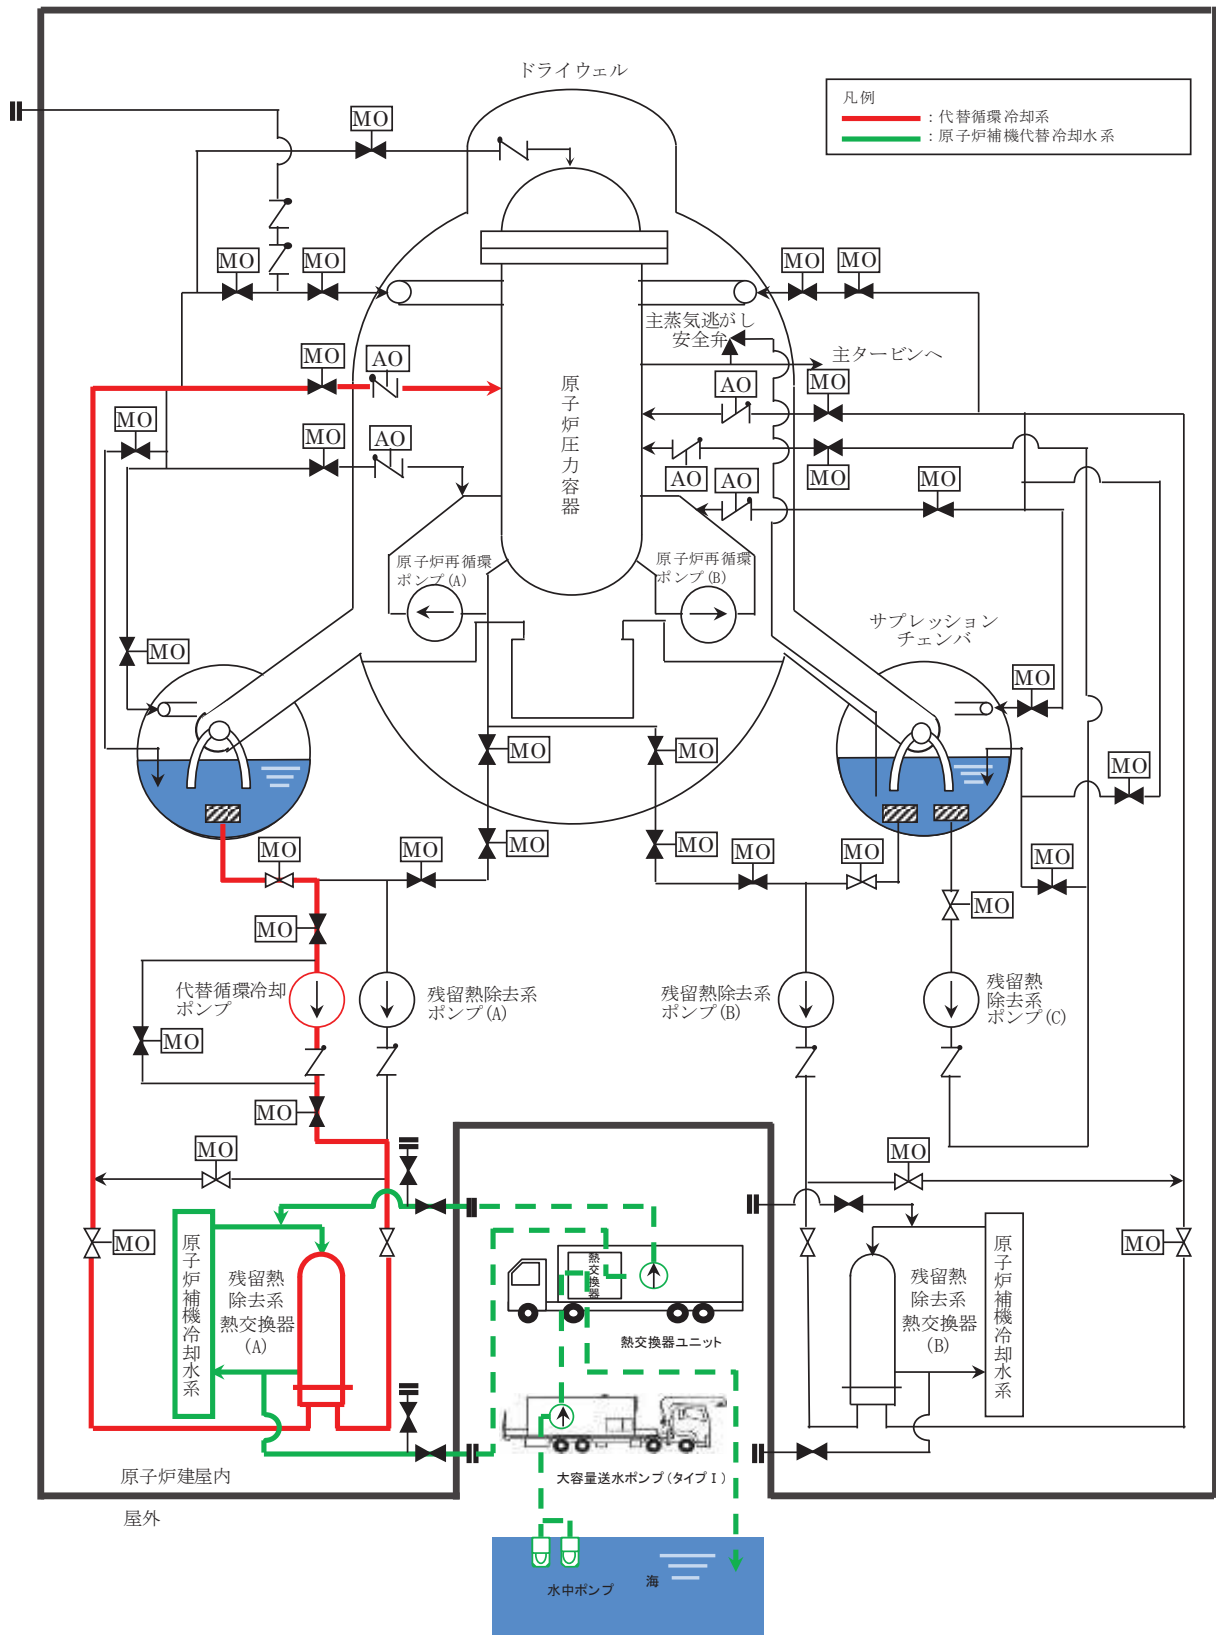 ドライウェル
凡例
：代替循環冷却系
：原子炉補機代替冷却水系
MO
MO
MO
MO
MO
主蒸気逃がし
安全弁
主タービンへ
MO
AO
原子炉圧力容器
AO
MO
MO
MO
AO
AO
MO
AO
MO
原子炉再循環
ポンプ(A)
原子炉再循環
ポンプ(B)
サプレッション
チェンバ
MO
MO
MO
MO
MO
MO
MO
MO
MO
MO
MO
MO
MO
MO
代替循環冷却
ポンプ
残留熱除去系
ポンプ(A)
残留熱除去系
ポンプ(B)
残留熱
除去系
ポンプ(C)
MO
MO
MO
MO
MO
MO
原子炉補機冷却水系
残留熱
除去系
熱交換器
(A)
熱交換器
熱交換器ユニット
残留熱
除去系
熱交換器
(B)
原子炉補機冷却水系
大容量送水ポンプ(タイプⅠ)
原子炉建屋内
屋外
水中ポンプ
海